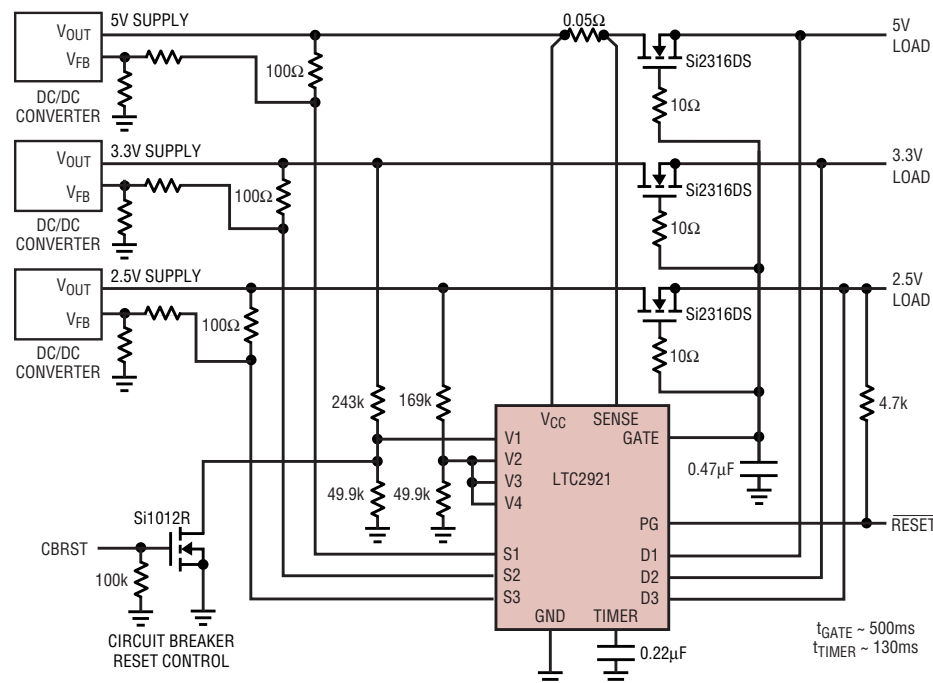 5V SUPPLY
0.05Ω
5V
LOAD
VOUT
VFB
100Ω
Si2316DS
10Ω
DC/DC
CONVERTER
3.3V SUPPLY
3.3V
LOAD
VOUT
VFB
100Ω
Si2316DS
10Ω
DC/DC
CONVERTER
2.5V SUPPLY
2.5V
LOAD
VOUT
VFB
100Ω
Si2316DS
10Ω
DC/DC
CONVERTER
243k
169k
4.7k
VCC
SENSE
GATE
V1
V2
V3
V4
LTC2921
0.47µF
49.9k
49.9k
Si1012R
PG
RESET
CBRST
S1
D1
100k
S2
D2
S3
D3
GND
TIMER
CIRCUIT BREAKER
RESET CONTROL
0.22µF
tGATE ~ 500ms
tTIMER ~ 130ms